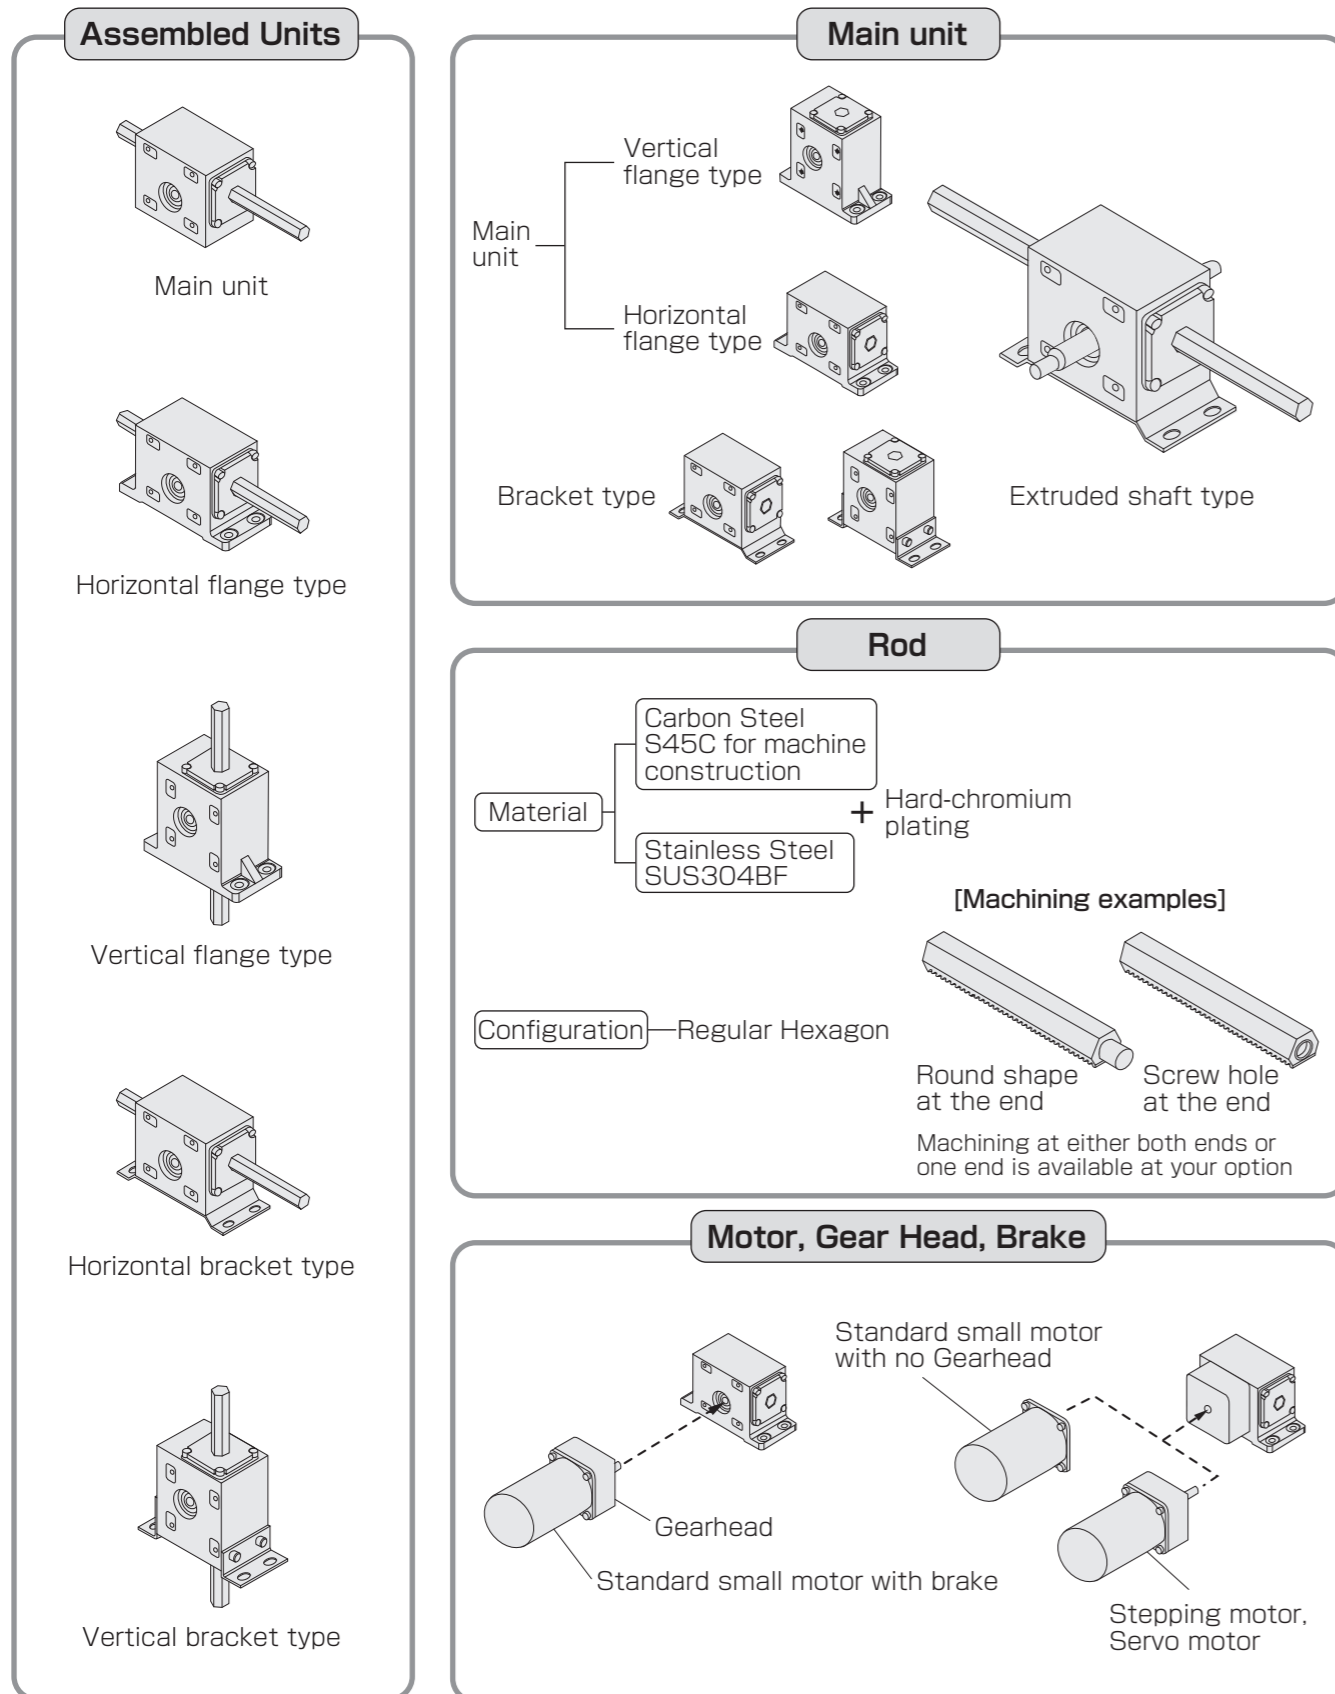 Assembled Units
Main unit
Horizontal flange type
Vertical flange type
Horizontal bracket type
Vertical bracket type
Main unit
Main
unit
Vertical
flange type
Horizontal
flange type
Bracket type
Extruded shaft type
Rod
Material
Carbon Steel
S45C for machine
construction
Stainless Steel
SUS304BF
+ Hard-chromium
plating
[Machining examples]
Configuration
Regular Hexagon
Round shape
at the end
Screw hole
at the end
Machining at either both ends or
one end is available at your option
Motor, Gear Head, Brake
Standard small motor
with no Gearhead
Gearhead
Standard small motor with brake
Stepping motor,
Servo motor